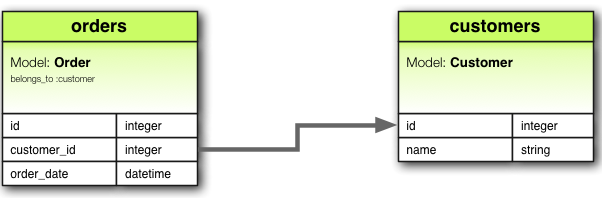 orders
Model: Order
belongs_to :customer
id integer
customer_id integer
order_date datetime
customers
Model: Customer
id integer
name string